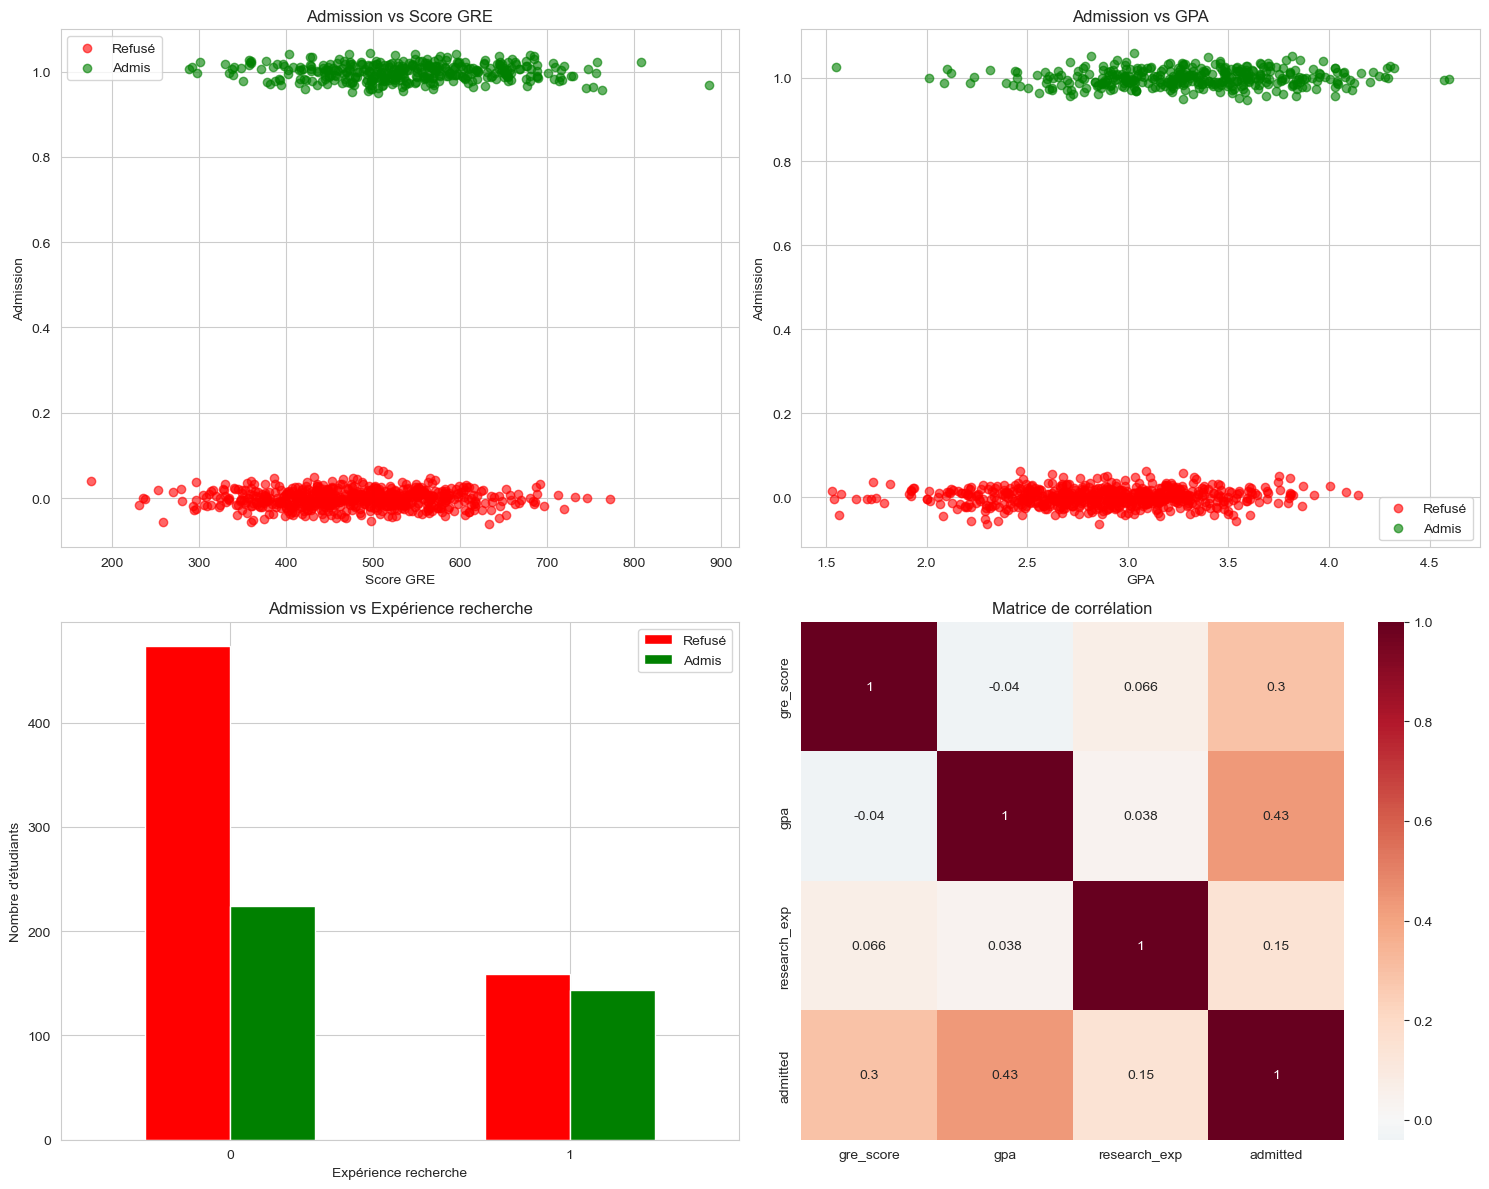 Admission vs Score GRE
Refusé
Admis
1.0
0.8
0.6
0.4
0.2
0.0
Admission
200 300 400 500 600 700 800 900
Score GRE
Admission vs GPA
1.0
0.8
0.6
0.4
0.2
0.0
Admission
Refusé
Admis
1.5 2.0 2.5 3.0 3.5 4.0 4.5
GPA
Admission vs Expérience recherche
Refusé
Admis
400
300
200
100
0
Nombre d'étudiants
0 1
Expérience recherche
Matrice de corrélation
gre_score
1 -0.04 0.066 0.3
gpa
-0.04 1 0.038 0.43
research_exp
0.066 0.038 1 0.15
admitted
0.3 0.43 0.15 1
gre_score gpa research_exp admitted
1.0
0.8
0.6
0.4
0.2
0.0